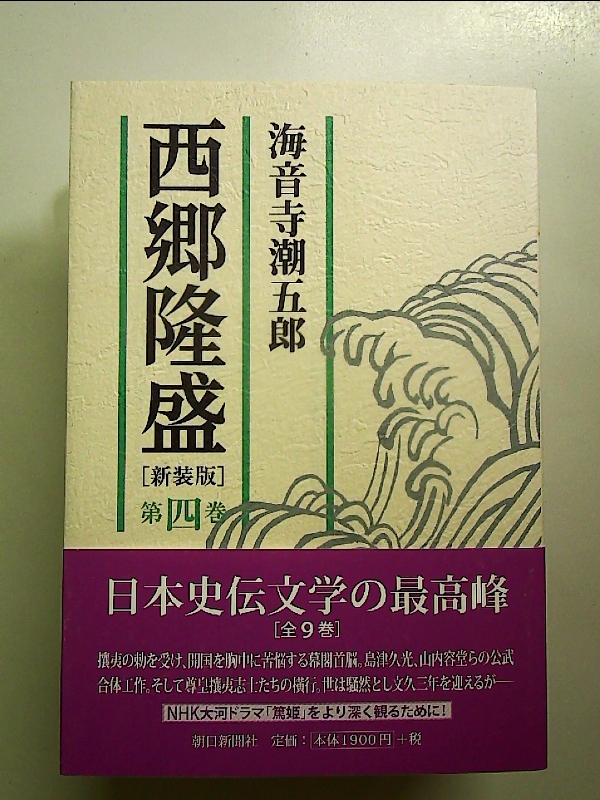 海音寺潮五郎
西郷隆盛
[新装版]
第四巻
日本史伝文学の最高峰
[全9巻]
攘夷の勅を受け、開国を胸中に苦悩する幕閣首脳。島津久光、山内容堂らの公武
合体工作。そして尊皇攘夷志士たちの横行。世は騒然とし文久三年を迎えるが──
NHK大河ドラマ「篤姫」をより深く観るために!
朝日新聞社 定価:本体1900円+税